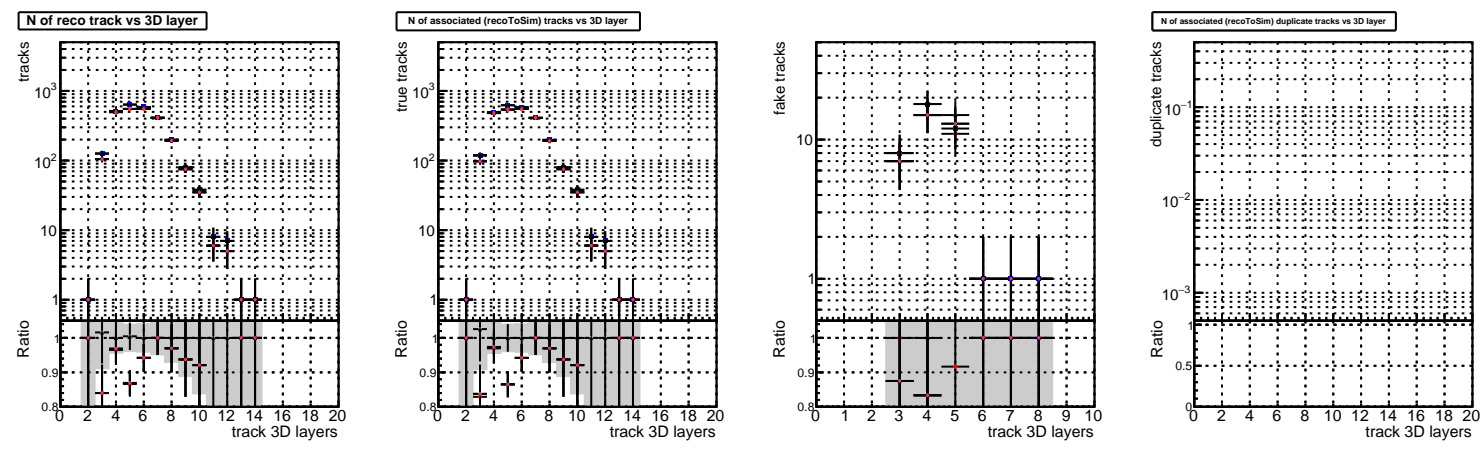 N of reco track vs 3D layer
tracks
10³
10²
10
1
Ratio
1
0.9
0.8
0 2 4 6 8 10 12 14 16 18 20
track 3D layers
N of associated (recoToSim) tracks vs 3D layer
true tracks
10³
10²
10
1
Ratio
1
0.9
0.8
0 2 4 6 8 10 12 14 16 18 20
track 3D layers
fake tracks
10
1
Ratio
1
0.9
0.8
0 1 2 3 4 5 6 7 8 9 10
track 3D layers
N of associated (recoToSim) duplicate tracks vs 3D layer
duplicate tracks
10⁻¹
10⁻²
10⁻³
Ratio
1
0.5
0
0 2 4 6 8 10 12 14 16 18 20
track 3D layers